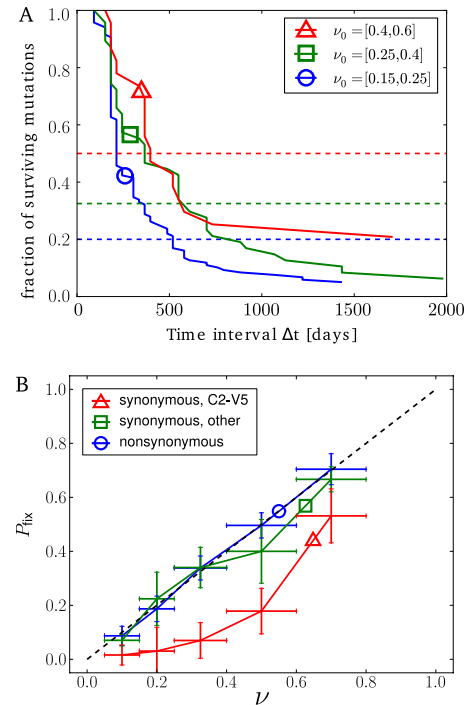 A
ν₀ = [0.4,0.6]
ν₀ = [0.25,0.4]
ν₀ = [0.15,0.25]
fraction of surviving mutations
1.0
0.8
0.6
0.4
0.2
0.0
0 500 1000 1500 2000
Time interval Δt [days]
B
synonymous, C2-V5
synonymous, other
nonsynonymous
P_fix
1.0
0.8
0.6
0.4
0.2
0.0
0.0 0.2 0.4 0.6 0.8 1.0
ν